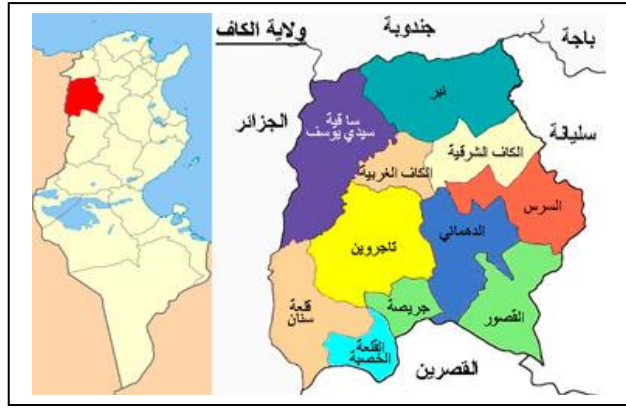 ولاية الكاف
جندوبة
باجة
نبر
الجزائر
ساقية
سيدي يوسف
سليانة
الكاف الشرقية
الكاف الغربية
السرس
الدهماني
تاجروين
قلعة
سنان
جريصة
القصور
القلعة
الخصبة
القصرين